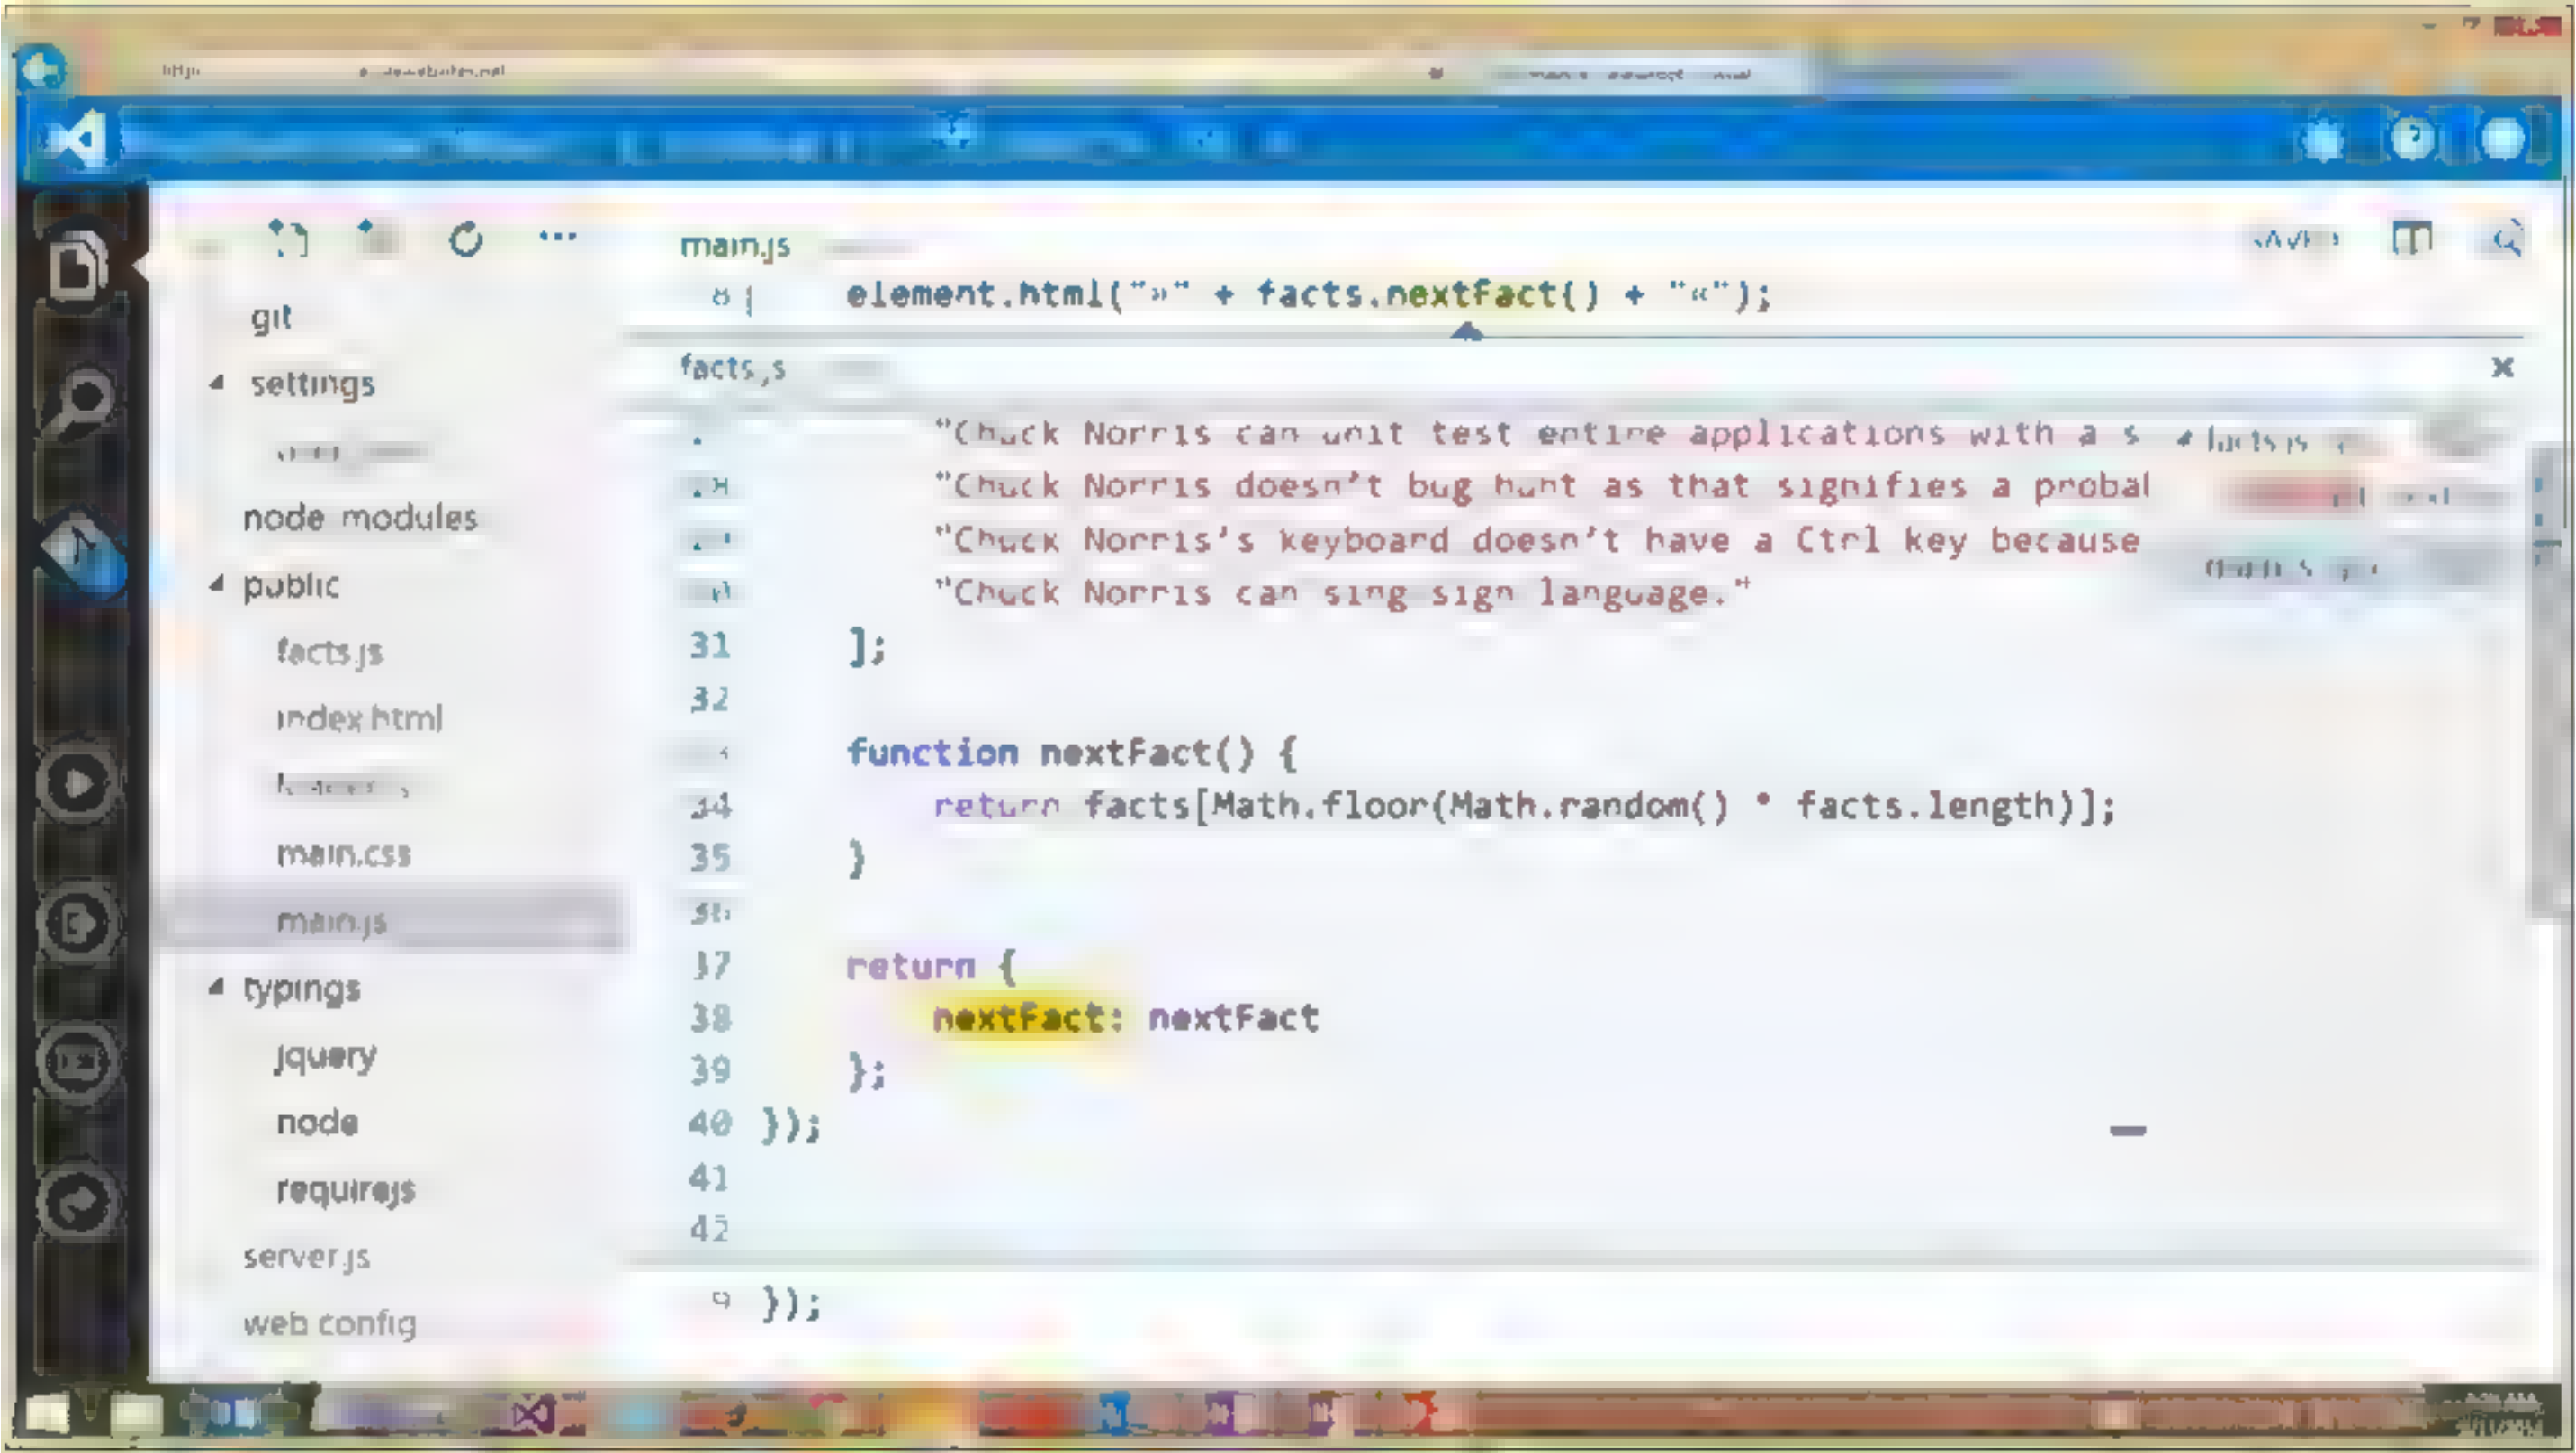 main.js
8 element.html("»" + facts.nextFact() + "«");
git
settings
node modules
public
facts.js
index.html
main.css
main.js
typings
jquery
node
requirejs
server.js
web config
facts.js
"Chuck Norris can unit test entire applications with a s
"Chuck Norris doesn't bug hunt as that signifies a probal
"Chuck Norris's keyboard doesn't have a Ctrl key because
"Chuck Norris can sing sign language."
31 ];
32
function nextFact() {
34 return facts[Math.floor(Math.random() * facts.length)];
35 }
36
37 return {
38 nextFact: nextFact
39 };
40 });
41
42
9 });